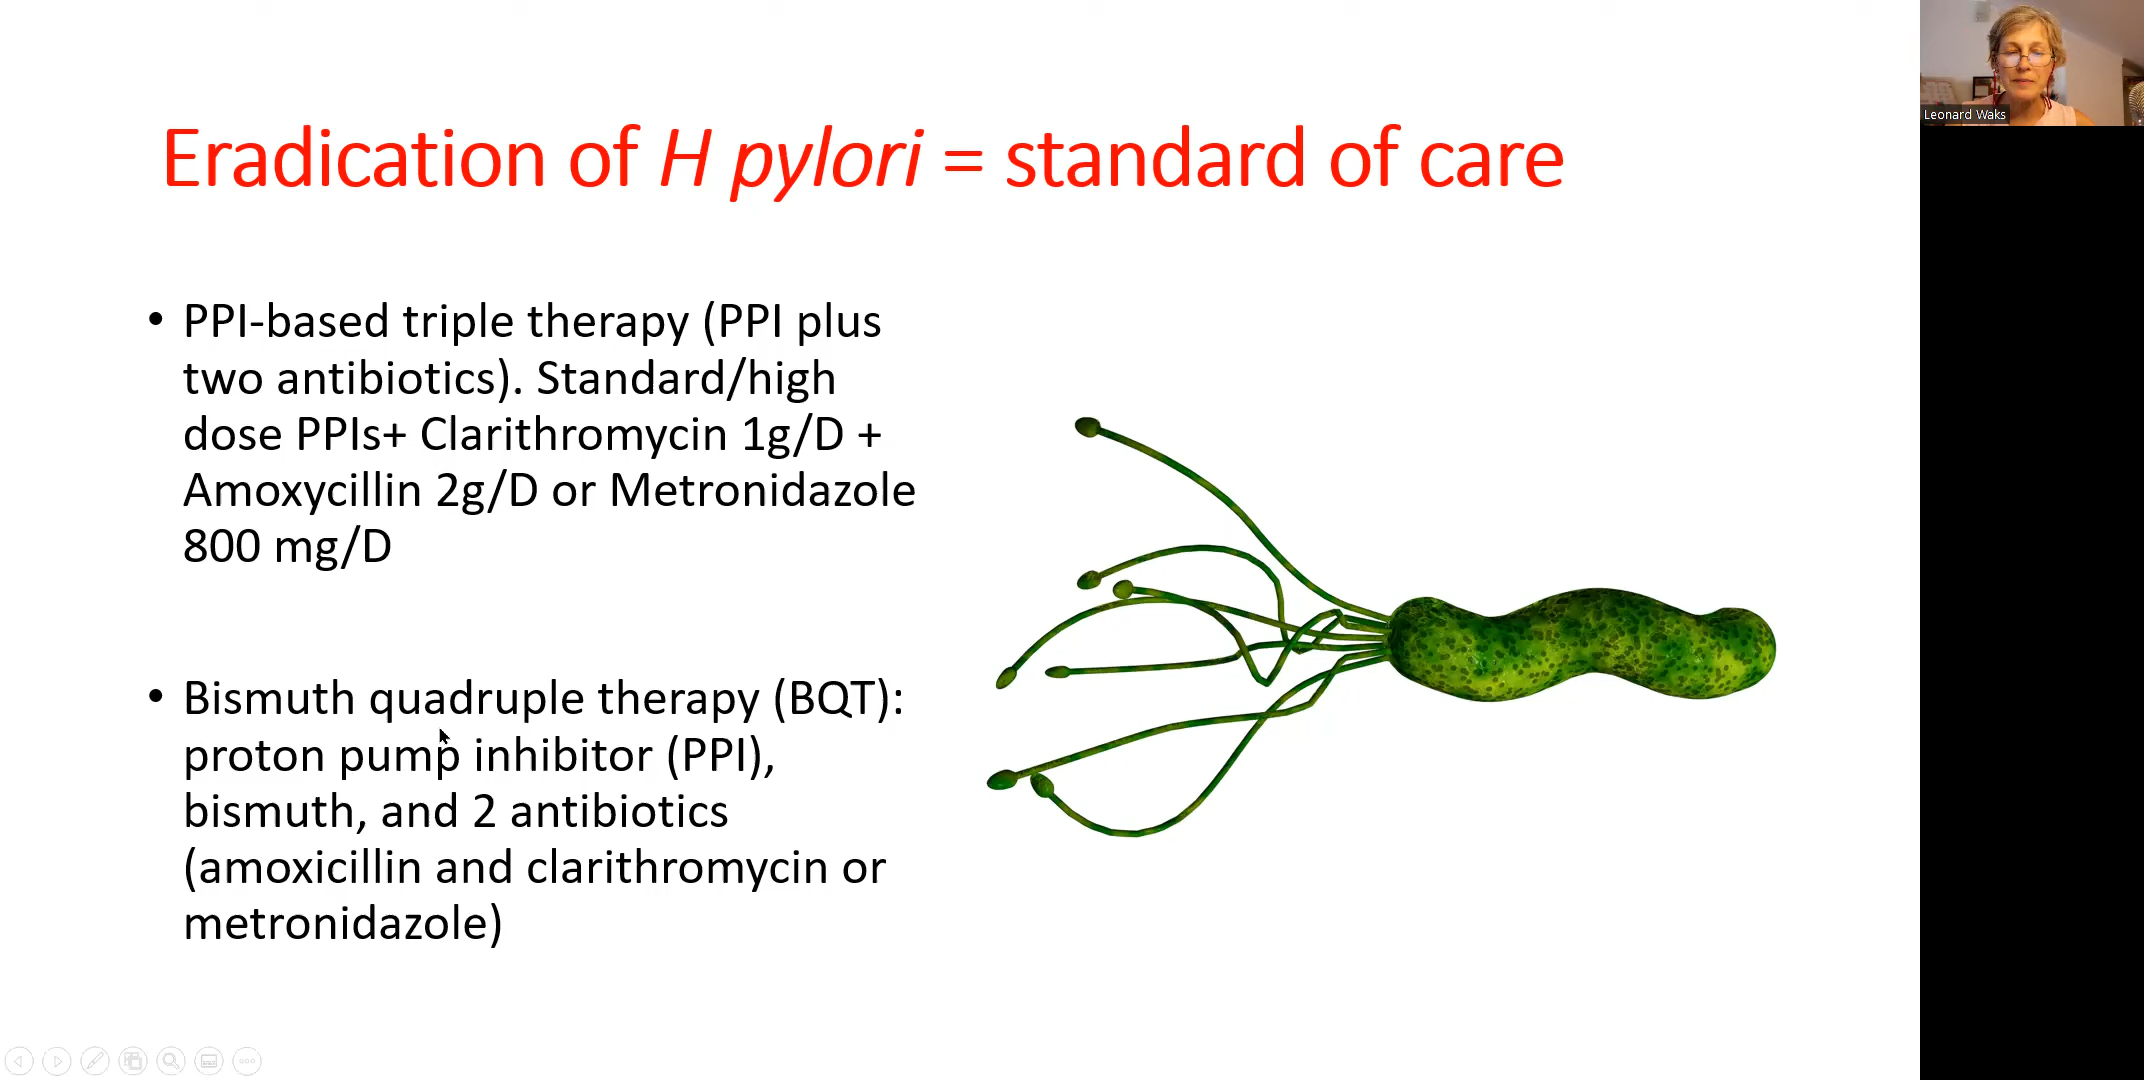 Eradication of H pylori = standard of care
• PPI-based triple therapy (PPI plus
two antibiotics). Standard/high
dose PPIs+ Clarithromycin 1g/D +
Amoxycillin 2g/D or Metronidazole
800 mg/D
• Bismuth quadruple therapy (BQT):
proton pump inhibitor (PPI),
bismuth, and 2 antibiotics
(amoxicillin and clarithromycin or
metronidazole)
Leonard Waks